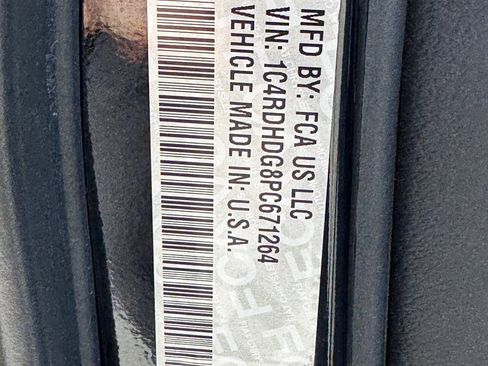 MFD BY: FCA US LLC
VIN: 1C4RDHDG8PC671264
VEHICLE MADE IN: U.S.A.